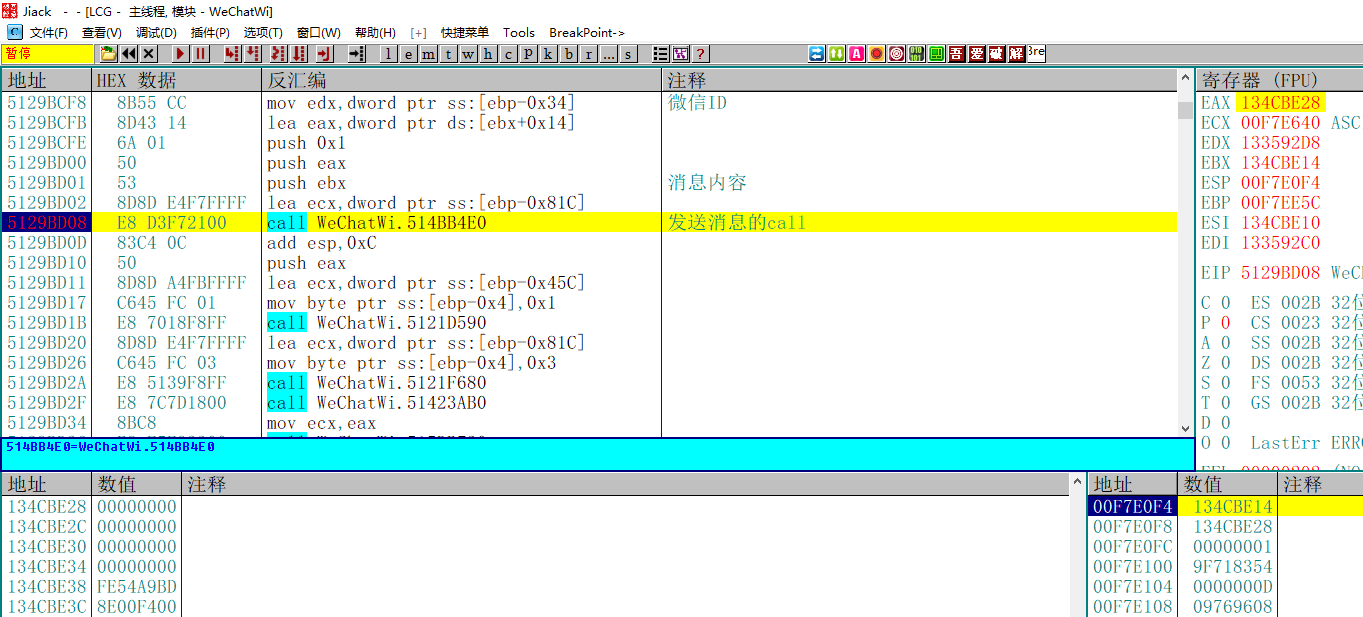 Jiack - - [LCG - 主线程, 模块 - WeChatWi]
文件(F) 查看(V) 调试(D) 插件(P) 选项(T) 窗口(W) 帮助(H) [+] 快捷菜单 Tools BreakPoint->
暂停 l e m t w h c p k b r ... s ? 吾 爱 破 解
地址 HEX 数据 反汇编 注释 寄存器 (FPU)
5129BCF8 8B55 CC mov edx,dword ptr ss:[ebp-0x34] 微信ID
5129BCFB 8D43 14 lea eax,dword ptr ds:[ebx+0x14]
5129BCFE 6A 01 push 0x1
5129BD00 50 push eax
5129BD01 53 push ebx 消息内容
5129BD02 8D8D E4F7FFFF lea ecx,dword ptr ss:[ebp-0x81C]
5129BD08 E8 D3F72100 call WeChatWi.514BB4E0 发送消息的call
5129BD0D 83C4 0C add esp,0xC
5129BD10 50 push eax
5129BD11 8D8D A4FBFFFF lea ecx,dword ptr ss:[ebp-0x45C]
5129BD17 C645 FC 01 mov byte ptr ss:[ebp-0x4],0x1
5129BD1B E8 7018F8FF call WeChatWi.5121D590
5129BD20 8D8D E4F7FFFF lea ecx,dword ptr ss:[ebp-0x81C]
5129BD26 C645 FC 03 mov byte ptr ss:[ebp-0x4],0x3
5129BD2A E8 5139F8FF call WeChatWi.5121F680
5129BD2F E8 7C7D1800 call WeChatWi.51423AB0
5129BD34 8BC8 mov ecx,eax
EAX 134CBE28
ECX 00F7E640 ASC
EDX 133592D8
EBX 134CBE14
ESP 00F7E0F4
EBP 00F7EE5C
ESI 134CBE10
EDI 133592C0
EIP 5129BD08 WeCh
C 0 ES 002B 32位
P 0 CS 0023 32位
A 0 SS 002B 32位
Z 0 DS 002B 32位
S 0 FS 0053 32位
T 0 GS 002B 32位
D 0
O 0 LastErr ERRO
514BB4E0=WeChatWi.514BB4E0
地址 数值 注释
134CBE28 00000000
134CBE2C 00000000
134CBE30 00000000
134CBE34 00000000
134CBE38 FE54A9BD
134CBE3C 8E00F400
地址 数值 注释
00F7E0F4 134CBE14
00F7E0F8 134CBE28
00F7E0FC 00000001
00F7E100 9F718354
00F7E104 0000000D
00F7E108 09769608